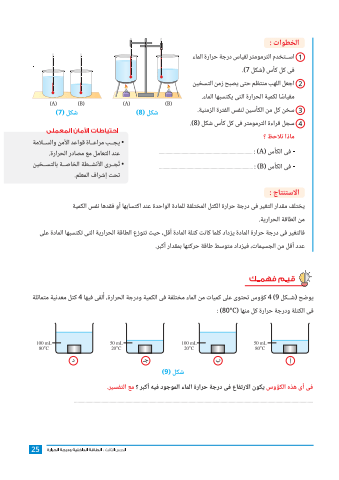 الخطوات :
1 استخدم الترمومتر لقياس درجة حرارة الماء
فى كل كأس (شكل 7).
2 اجعل اللهب منتظم حتى يصبح زمن التسخين
مقياسًا لكمية الحرارة التى يكتسبها الماء.
3 سخن كل من الكأسين لنفس الفترة الزمنية.
4 سجل قراءة الترمومتر فى كل كأس شكل (8).
ماذا تلاحظ ؟
- فى الكأس (A) :
- فى الكأس (B) :
(A) (B)
شكل (7)
(A) (B)
شكل (8)
احتياطات الأمان المعملى
• يجب مراعاة قواعد الأمن والسلامة
عند التعامل مع مصادر الحرارة.
• تُجرى الأنشطة الخاصة بالتسخين
تحت إشراف المعلم.
الاستنتاج :
يختلف مقدار التغير فى درجة حرارة الكتل المختلفة للمادة الواحدة عند اكتسابها أو فقدها نفس الكمية
من الطاقة الحرارية.
فالتغير فى درجة حرارة المادة يزداد كلما كانت كتلة المادة أقل، حيث تتوزع الطاقة الحرارية التى تكتسبها المادة على
عدد أقل من الجسيمات، فيزداد متوسط طاقة حركتها بمقدار أكبر.
قيم فهمك
يوضح (شكل 9) 4 كؤوس تحتوى على كميات من الماء مختلفة فى الكمية ودرجة الحرارة، أُلقى فيها 4 كتل معدنية متماثلة
فى الكتلة ودرجة حرارة كل منها (80°C) :
50 mL
90°C
أ
100 mL
20°C
ب
50 mL
20°C
جـ
100 mL
80°C
د
شكل (9)
فى أى هذه الكؤوس يكون الارتفاع فى درجة حرارة الماء الموجود فيه أكبر ؟ مع التفسير.
الدرس الثالث : الطاقة الداخلية ودرجة الحرارة
25